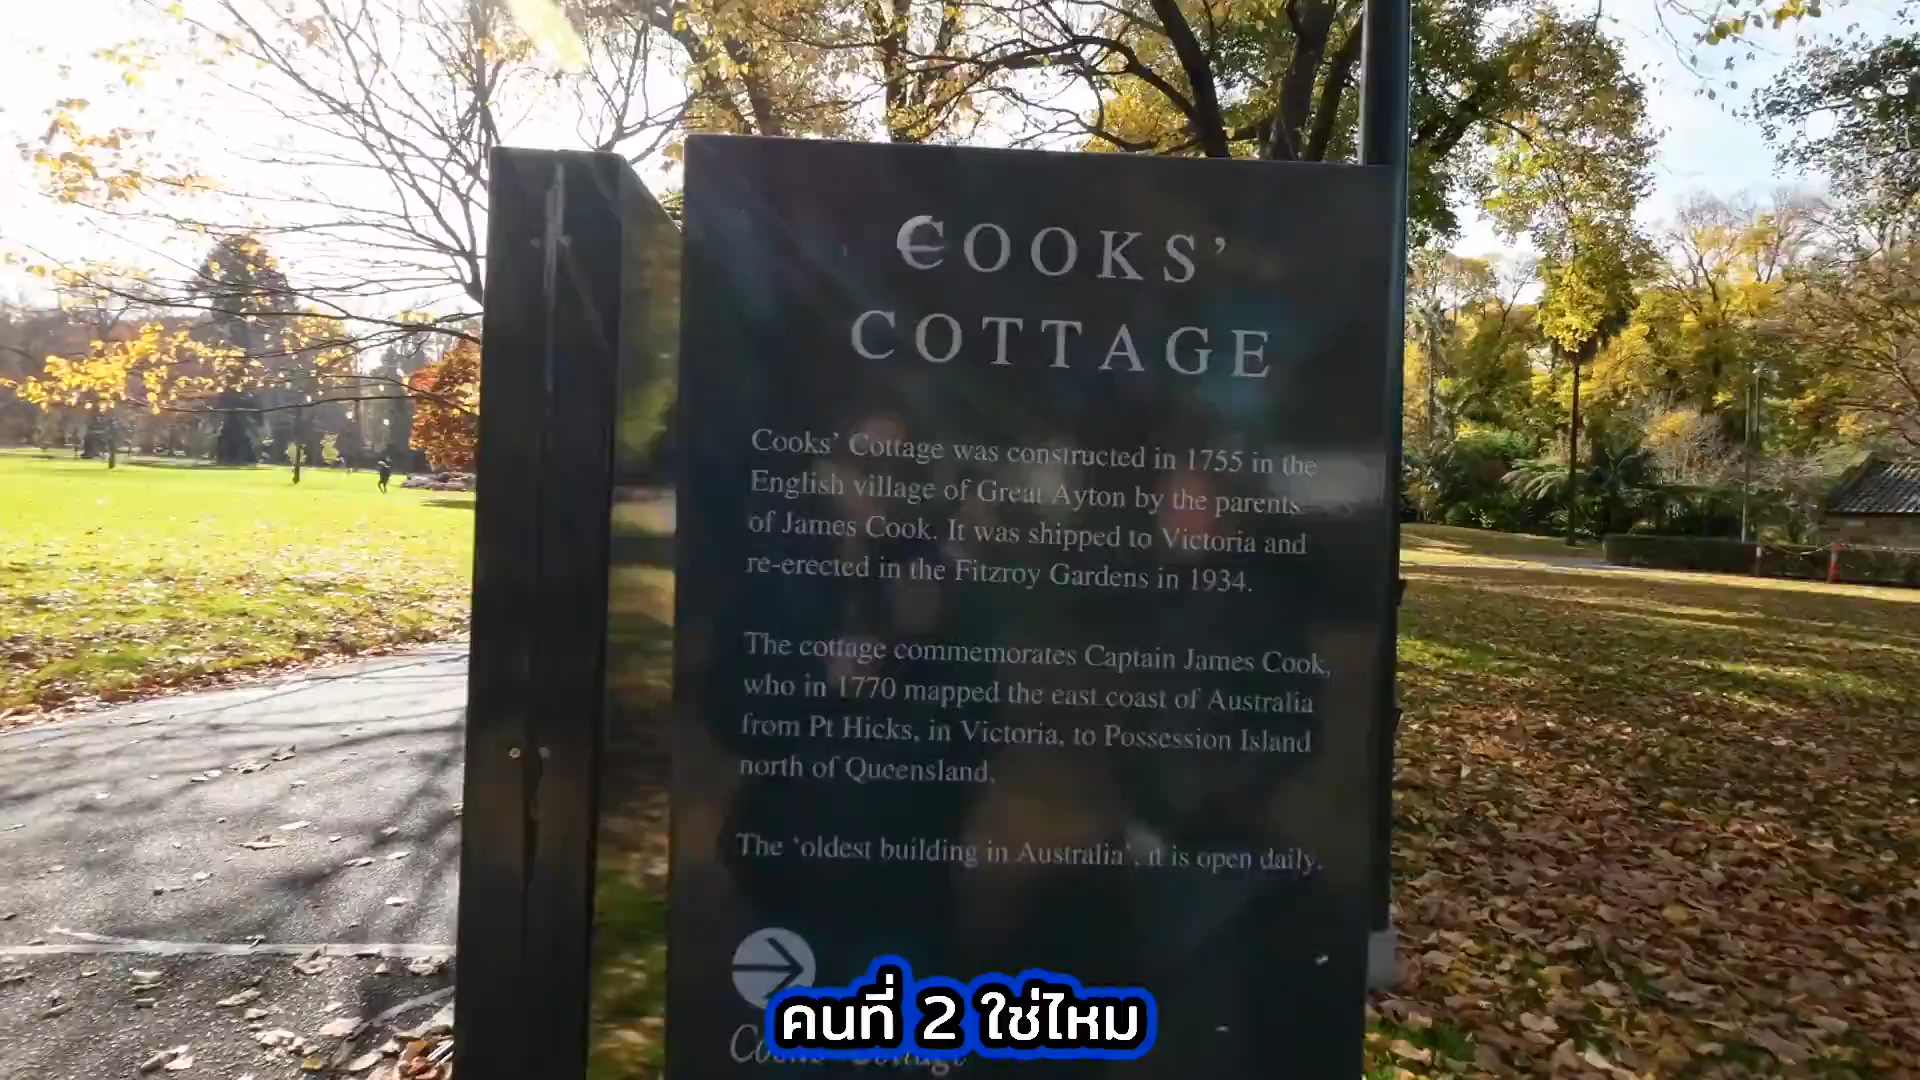 COOKS'
COTTAGE
Cooks' Cottage was constructed in 1755 in the
English village of Great Ayton by the parents
of James Cook. It was shipped to Victoria and
re-erected in the Fitzroy Gardens in 1934.
The cottage commemorates Captain James Cook,
who in 1770 mapped the east coast of Australia
from Pt Hicks, in Victoria, to Possession Island
north of Queensland.
The 'oldest building in Australia', it is open daily.
คนที่ 2 ใช่ไหม
Cooks' Cottage